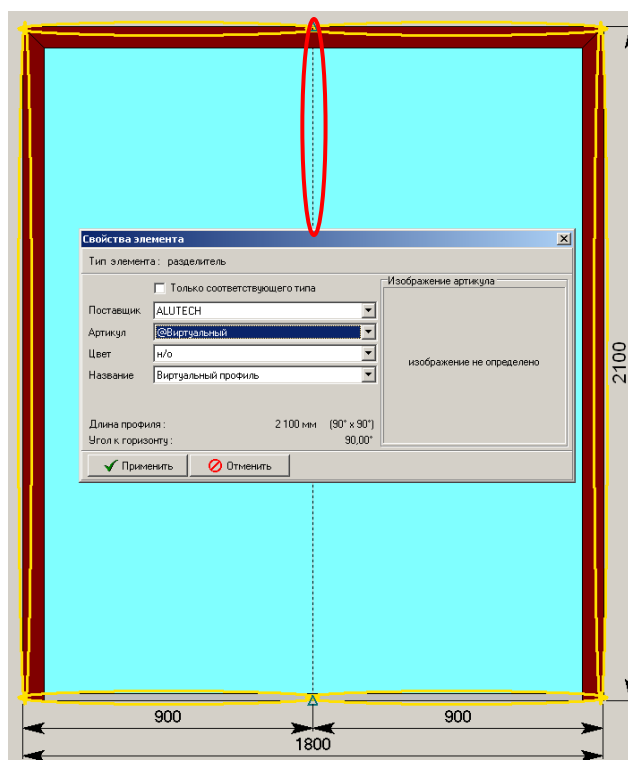 Свойства элемента
Тип элемента: разделитель
Только соответствующего типа
Поставщик ALUTECH
Артикул @Виртуальный
Цвет н/о
Название Виртуальный профиль
Изображение артикула
изображение не определено
Длина профиля: 2 100 мм (90° x 90°)
Угол к горизонту: 90,00°
Применить Отменить
2100
900 900
1800